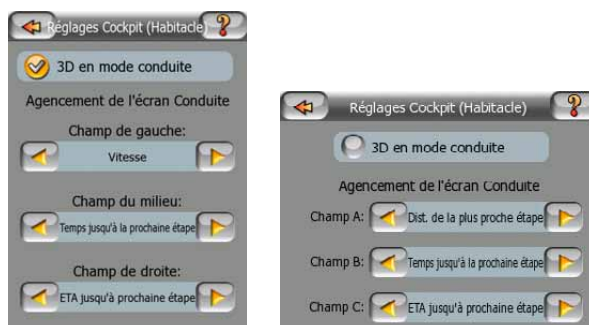 Réglages Cockpit (Habitacle)
3D en mode conduite
Agencement de l'écran Conduite
Champ de gauche:
Vitesse
Champ du milieu:
Temps jusqu'à la prochaine étape
Champ de droite:
ETA jusqu'à prochaine étape
Réglages Cockpit (Habitacle)
3D en mode conduite
Agencement de l'écran Conduite
Champ A: Dist. de la plus proche étape
Champ B: Temps jusqu'à la prochaine étape
Champ C: ETA jusqu'à prochaine étape